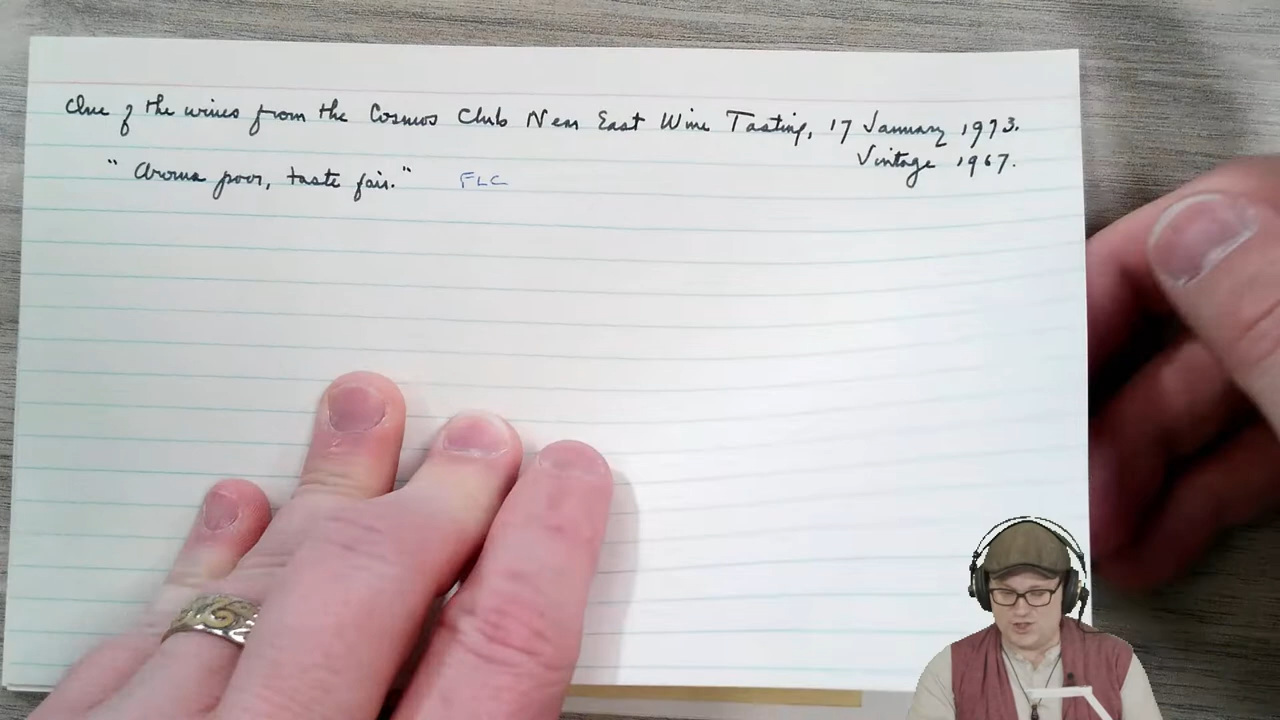 One of the wines from the Cosmos Club Near East Wine Tasting, 17 January 1973.
Vintage 1967.
"Aroma poor, taste fair." FLC